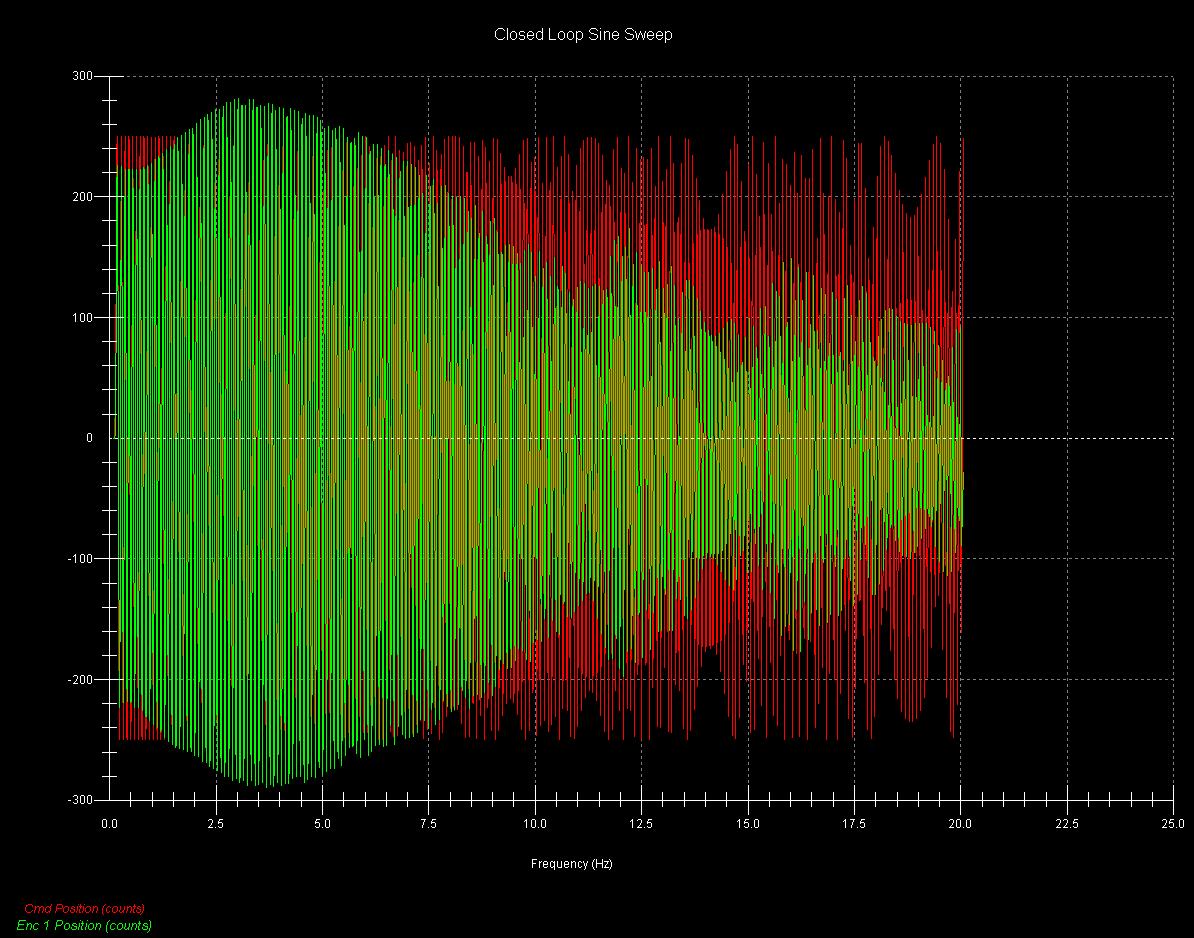 Closed Loop Sine Sweep
300
200
100
0
-100
-200
-300
0.0 2.5 5.0 7.5 10.0 12.5 15.0 17.5 20.0 22.5 25.0
Frequency (Hz)
Cmd Position (counts)
Enc 1 Position (counts)